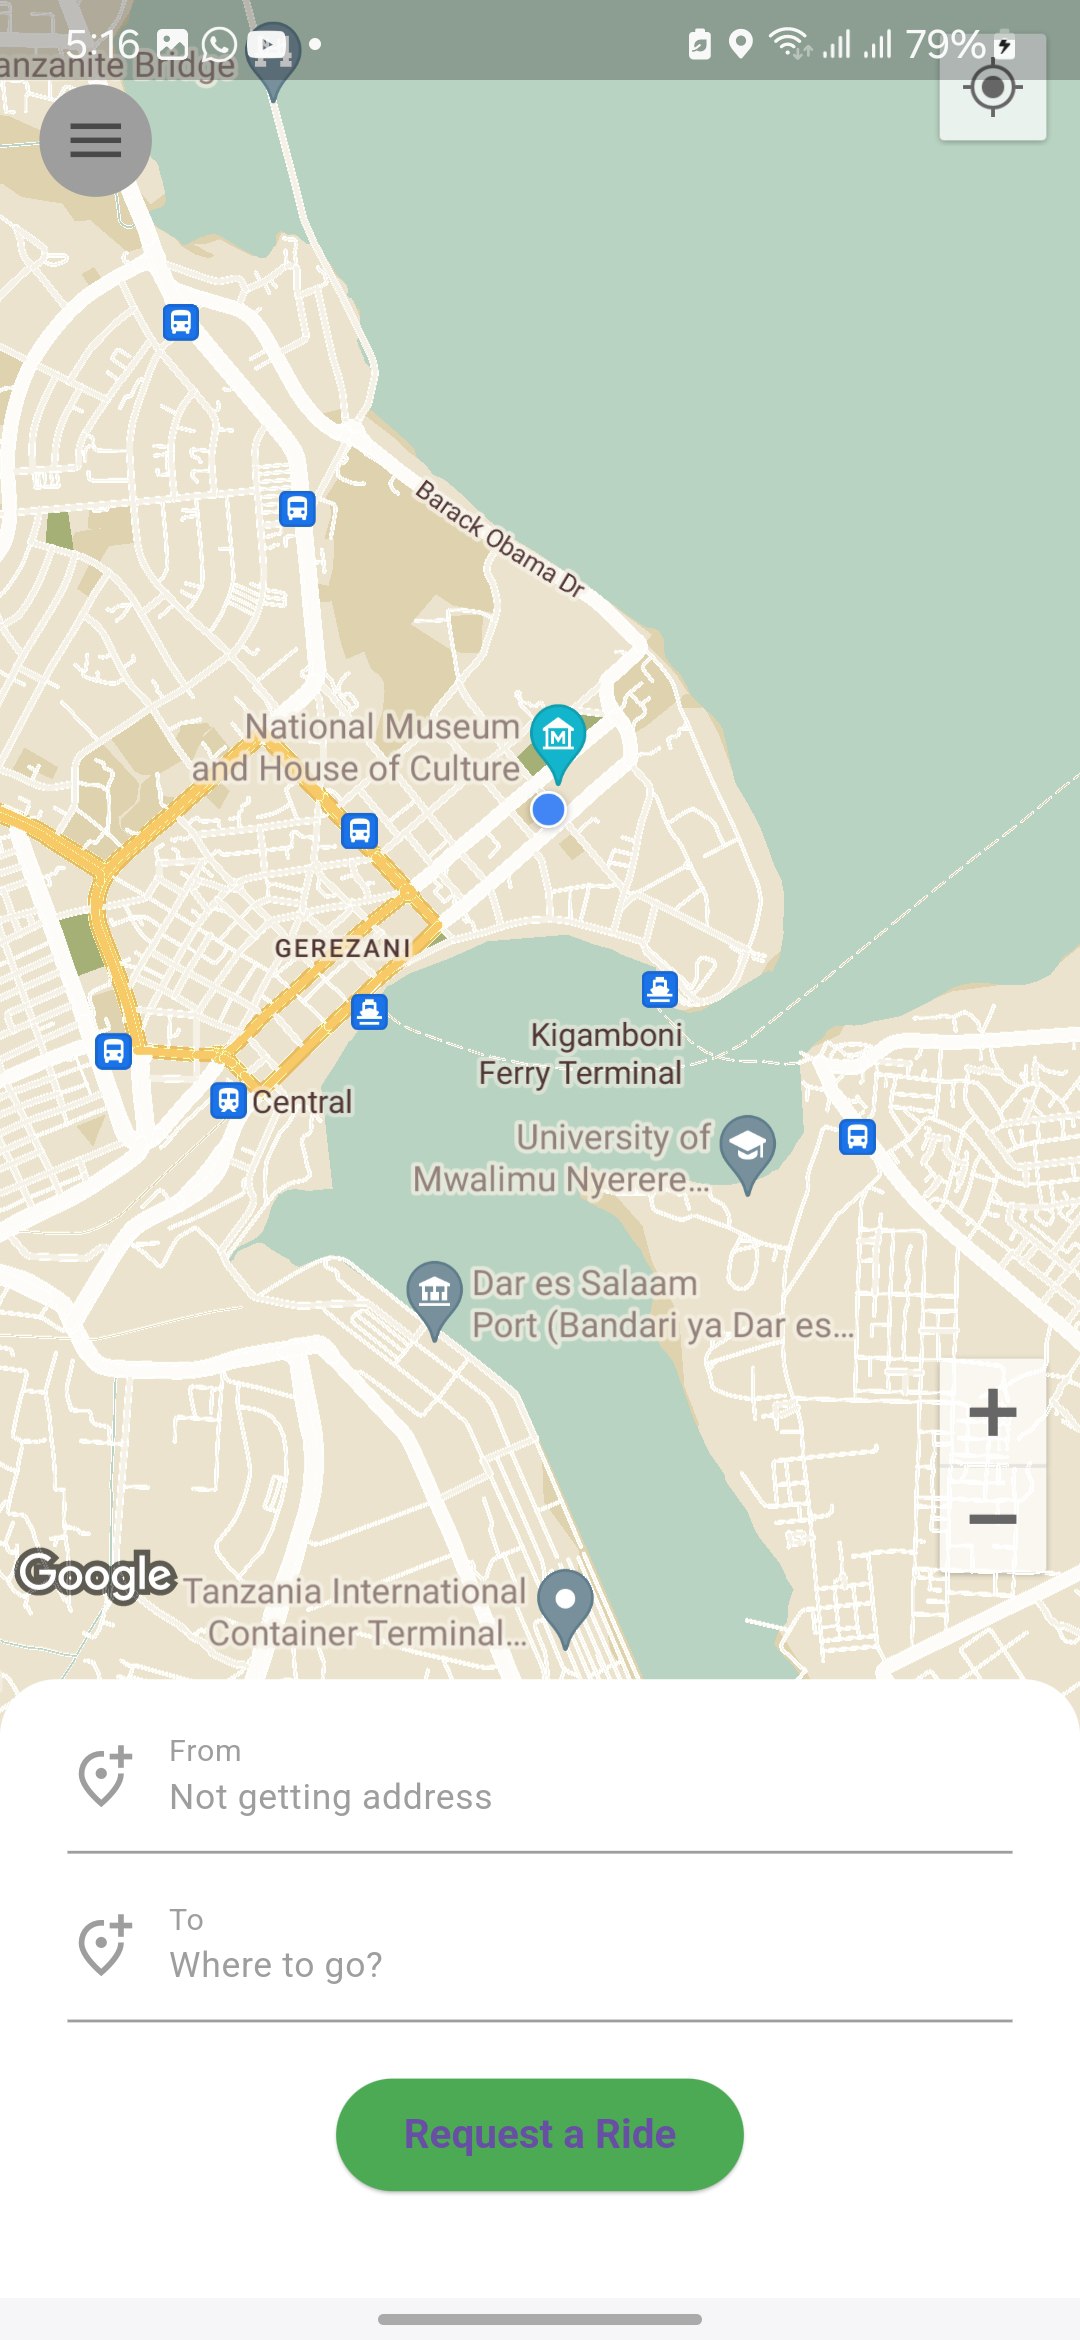 5:16
79%
anzanite Bridge
Barack Obama Dr
National Museum
and House of Culture
GEREZANI
Kigamboni
Ferry Terminal
Central
University of
Mwalimu Nyerere...
Dar es Salaam
Port (Bandari ya Dar es...
Google
Tanzania International
Container Terminal...
From
Not getting address
To
Where to go?
Request a Ride